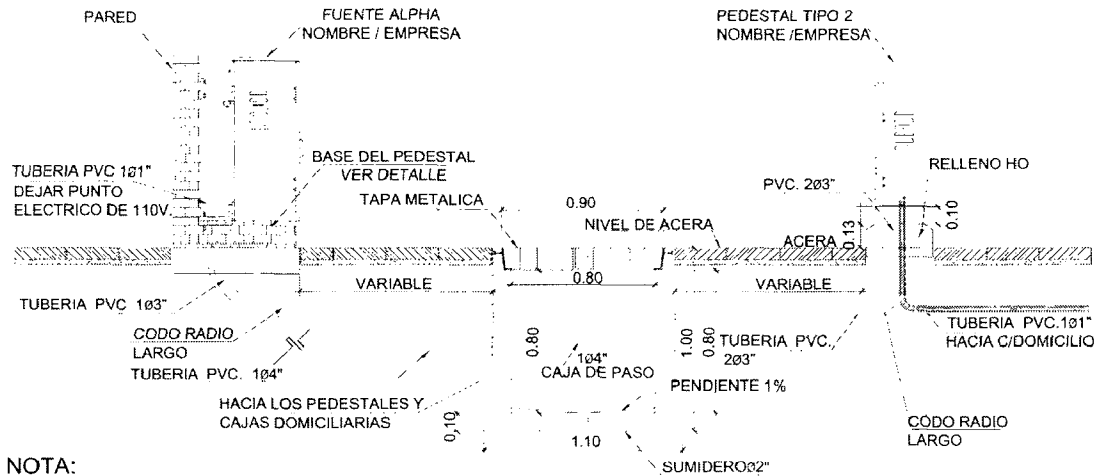 PARED
FUENTE ALPHA
NOMBRE / EMPRESA
PEDESTAL TIPO 2
NOMBRE /EMPRESA
TUBERIA PVC 1ø1"
DEJAR PUNTO
ELECTRICO DE 110V.
BASE DEL PEDESTAL
VER DETALLE
TAPA METALICA
0.90
NIVEL DE ACERA
PVC. 2ø3"
RELLENO HO
ACERA
0.13
0.10
VARIABLE
0.80
VARIABLE
TUBERIA PVC 1ø3"
CODO RADIO
LARGO
TUBERIA PVC. 1ø4"
0.80
1ø4"
CAJA DE PASO
1.00
0.80
TUBERIA PVC.
2ø3"
TUBERIA PVC.1ø1"
HACIA C/DOMICILIO
HACIA LOS PEDESTALES Y
CAJAS DOMICILIARIAS
PENDIENTE 1%
0,10
1.10
SUMIDEROø2"
CODO RADIO
LARGO
NOTA: